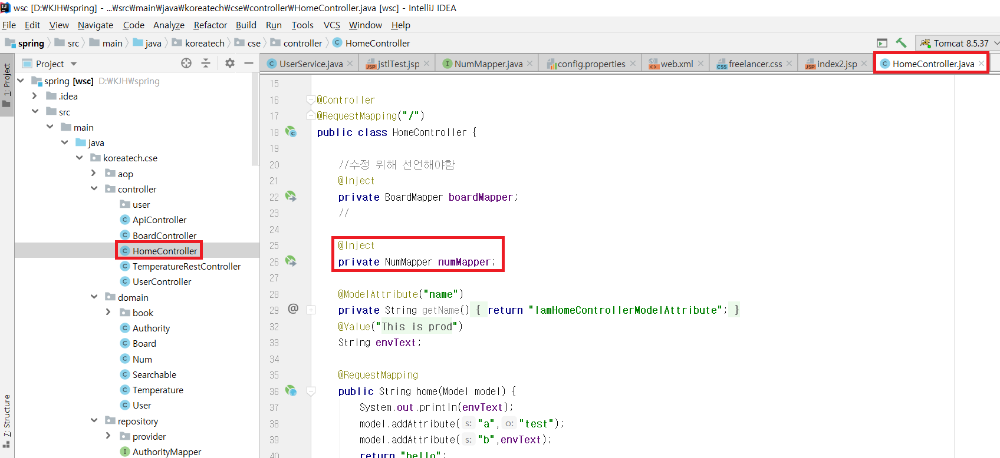 wsc [D:￦KJH￦spring] - ...￦src￦main￦java￦koreatech￦cse￦controller￦HomeController.java [wsc] - IntelliJ IDEA
File Edit View Navigate Code Analyze Refactor Build Run Tools VCS Window Help
spring src main java koreatech cse controller HomeController Tomcat 8.5.37
Project
UserService.java jstlTest.jsp NumMapper.java config.properties web.xml freelancer.css index2.jsp HomeController.java
1: Project
7: Structure
spring [wsc] D:￦KJH￦spring
.idea
src
main
java
koreatech.cse
aop
controller
user
ApiController
BoardController
HomeController
TemperatureRestController
UserController
domain
book
Authority
Board
Num
Searchable
Temperature
User
repository
provider
AuthorityMapper
15
16 @Controller
17 @RequestMapping("/")
18 public class HomeController {
19
20 //수정 위해 선언해야함
21 @Inject
22 private BoardMapper boardMapper;
23 //
24
25 @Inject
26 private NumMapper numMapper;
27
28 @ModelAttribute("name")
29 private String getName() { return "IamHomeControllerModelAttribute"; }
32 @Value("This is prod")
33 String envText;
34
35 @RequestMapping
36 public String home(Model model) {
37 System.out.println(envText);
38 model.addAttribute( s: "a", o: "test");
39 model.addAttribute( s: "b",envText);
40 return "hello";